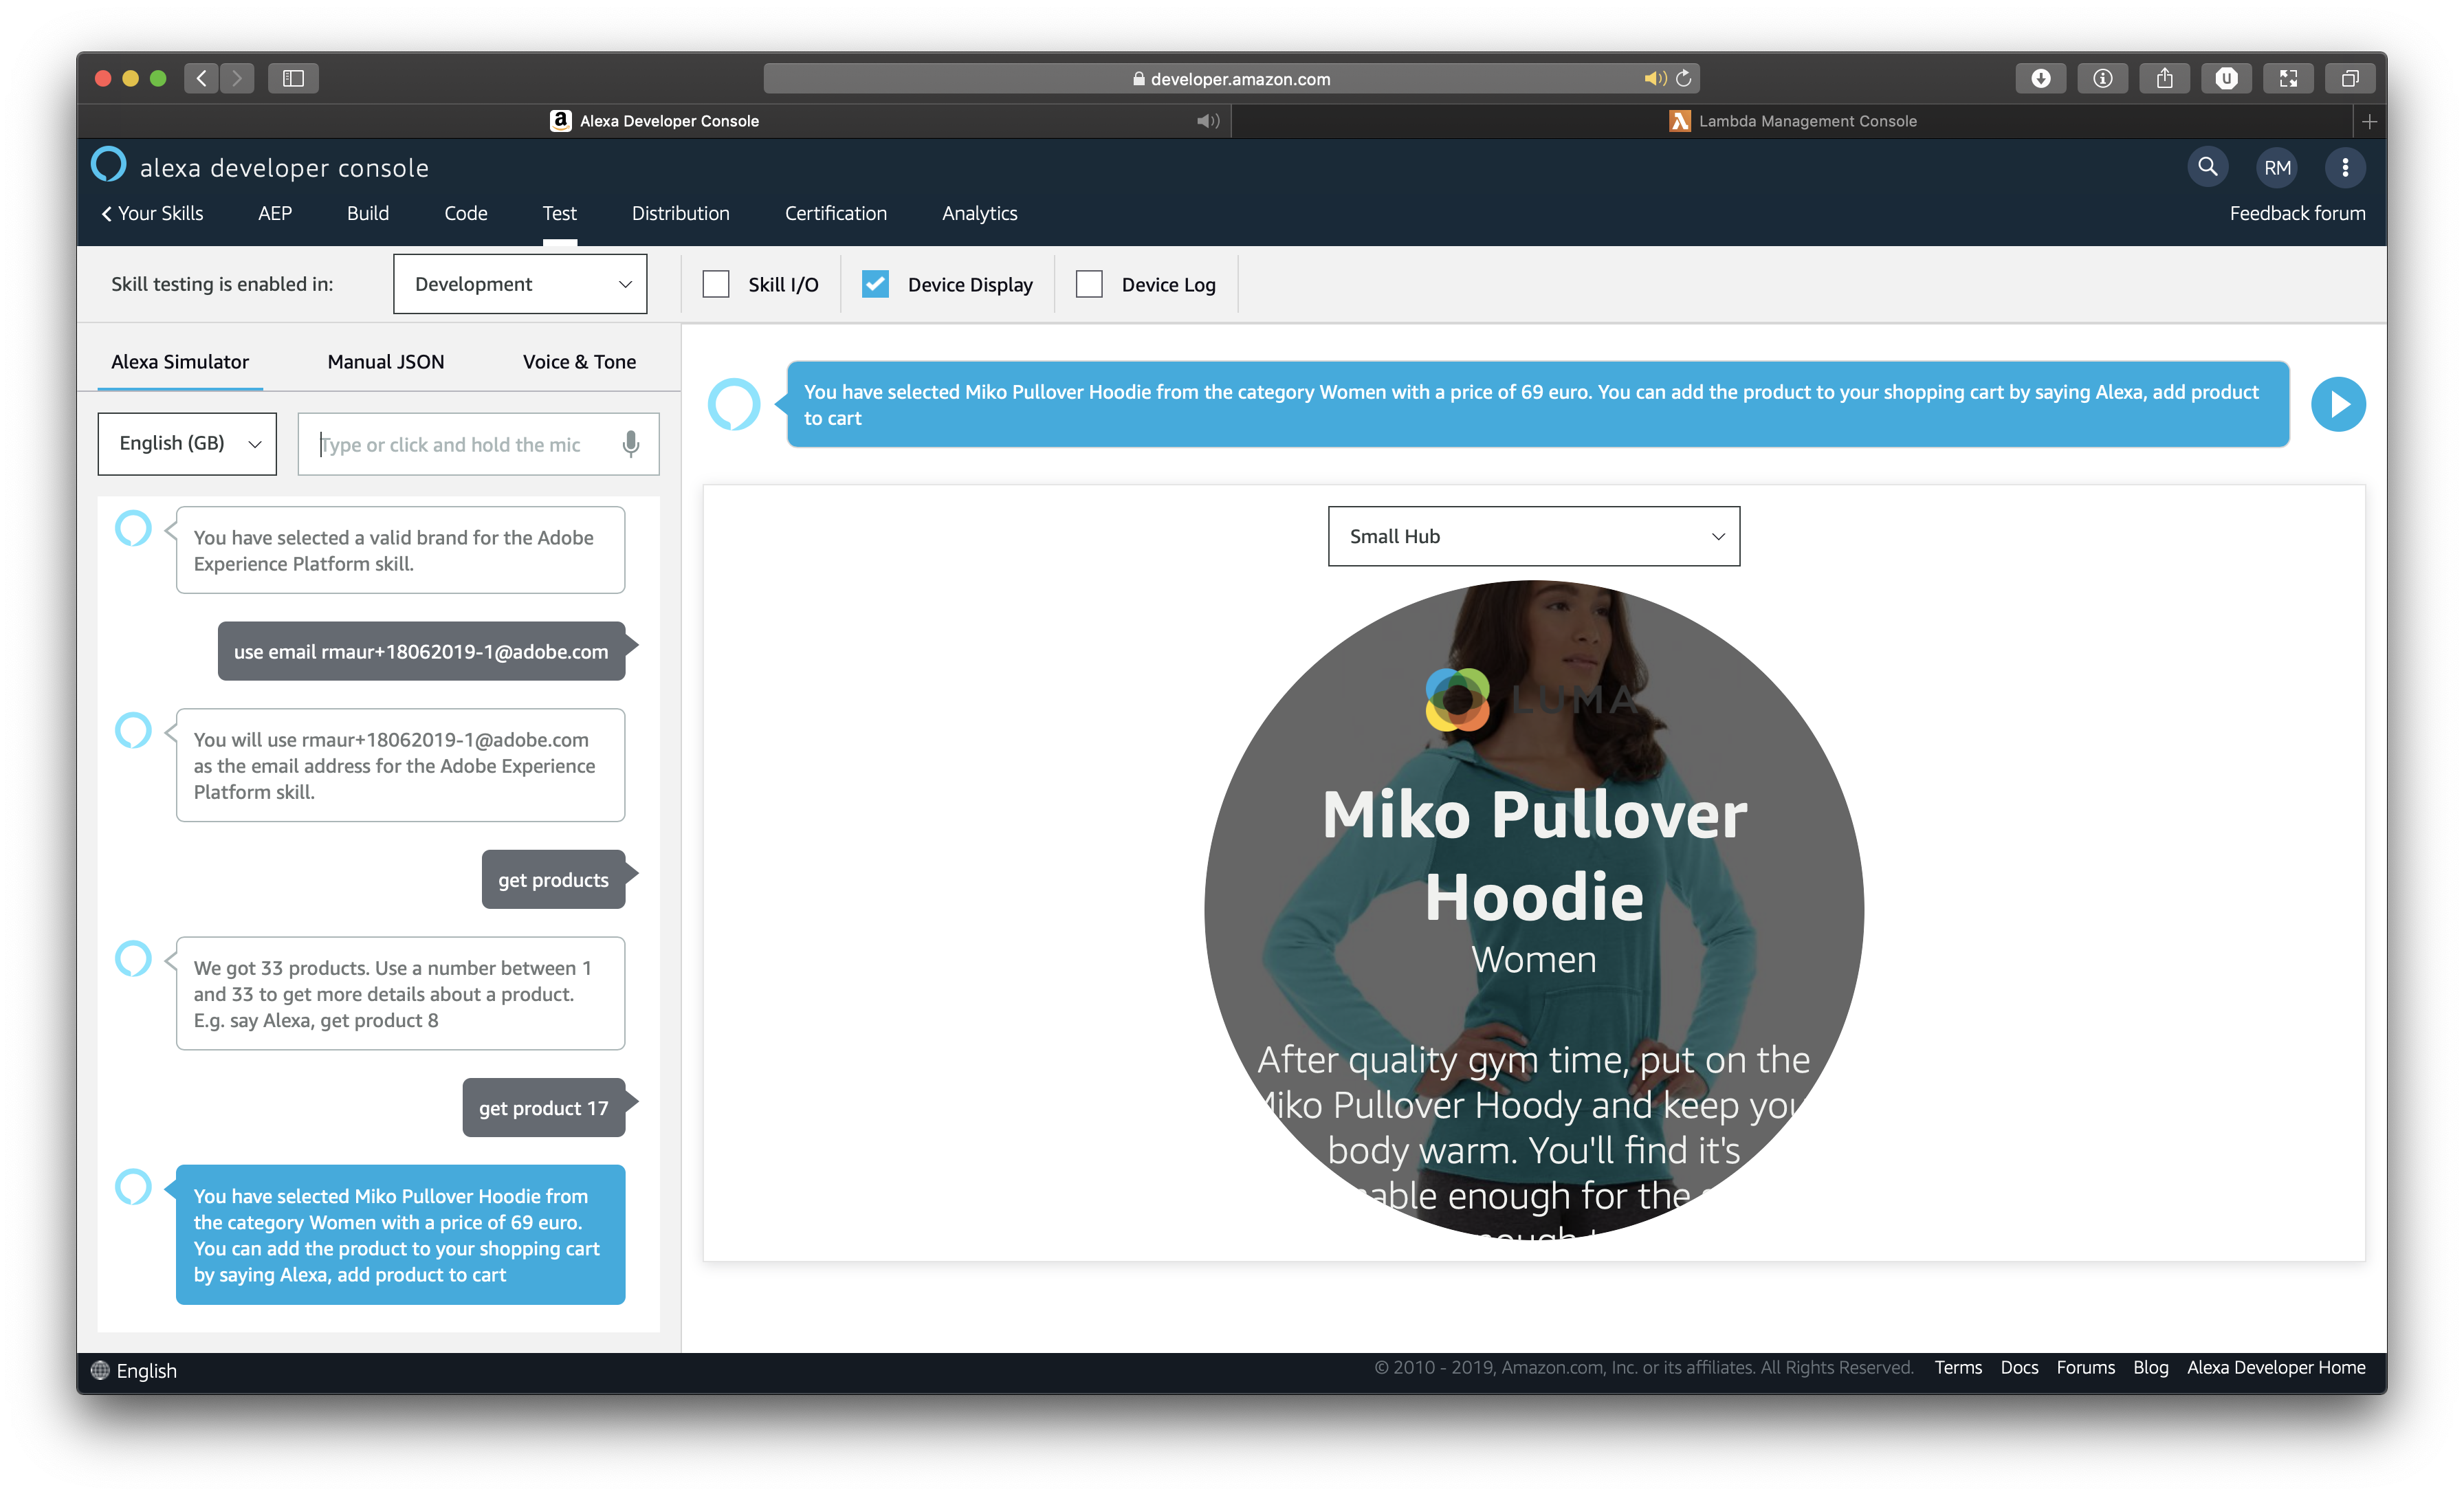 developer.amazon.com
Alexa Developer Console
Lambda Management Console
alexa developer console
RM
Your Skills
AEP
Build
Code
Test
Distribution
Certification
Analytics
Feedback forum
Skill testing is enabled in:
Development
Skill I/O
Device Display
Device Log
Alexa Simulator
Manual JSON
Voice & Tone
English (GB)
Type or click and hold the mic
You have selected a valid brand for the Adobe
Experience Platform skill.
use email rmaur+18062019-1@adobe.com
You will use rmaur+18062019-1@adobe.com
as the email address for the Adobe Experience
Platform skill.
get products
We got 33 products. Use a number between 1
and 33 to get more details about a product.
E.g. say Alexa, get product 8
get product 17
You have selected Miko Pullover Hoodie from
the category Women with a price of 69 euro.
You can add the product to your shopping cart
by saying Alexa, add product to cart
You have selected Miko Pullover Hoodie from the category Women with a price of 69 euro. You can add the product to your shopping cart by saying Alexa, add product
to cart
Small Hub
LUMA
Miko Pullover
Hoodie
Women
After quality gym time, put on the
Miko Pullover Hoody and keep you
body warm. You'll find it's
able enough for the
English
© 2010 - 2019, Amazon.com, Inc. or its affiliates. All Rights Reserved.
Terms
Docs
Forums
Blog
Alexa Developer Home